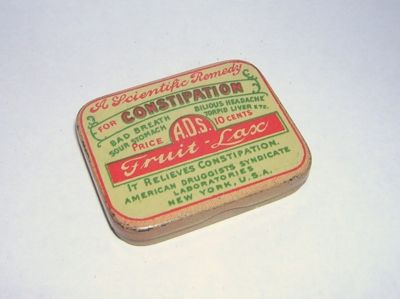 A Scientific Remedy
FOR CONSTIPATION
BAD BREATH BILIOUS HEADACHE
SOUR STOMACH TORPID LIVER ETC.
PRICE A.D.S. 10 CENTS
Fruit-Lax
IT RELIEVES CONSTIPATION.
AMERICAN DRUGGISTS SYNDICATE
LABORATORIES
NEW YORK, U.S.A.